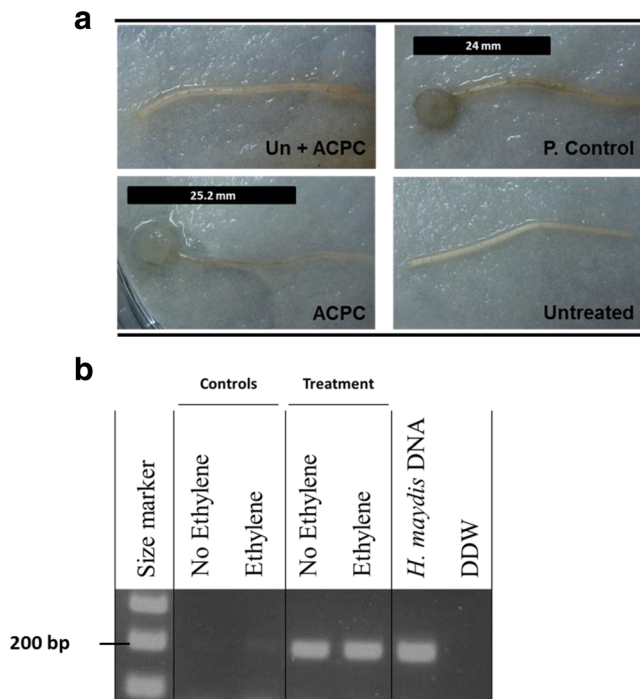 a
24 mm
Un + ACPC
P. Control
25.2 mm
ACPC
Untreated
b
Controls
Treatment
Size marker
No Ethylene
Ethylene
No Ethylene
Ethylene
H. maydis DNA
DDW
200 bp